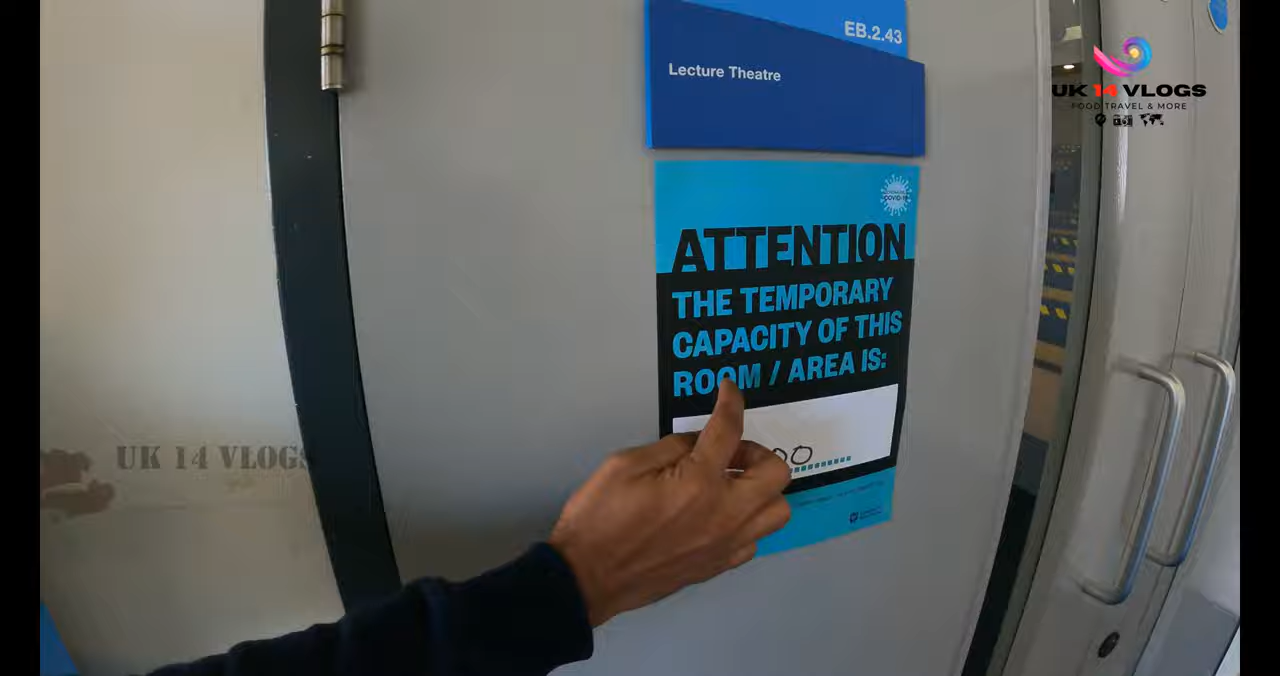 EB.2.43
Lecture Theatre
UK 14 VLOGS
FOOD TRAVEL & MORE
COVID-19
ATTENTION
THE TEMPORARY
CAPACITY OF THIS
ROOM / AREA IS:
00
UK 14 VLOGS